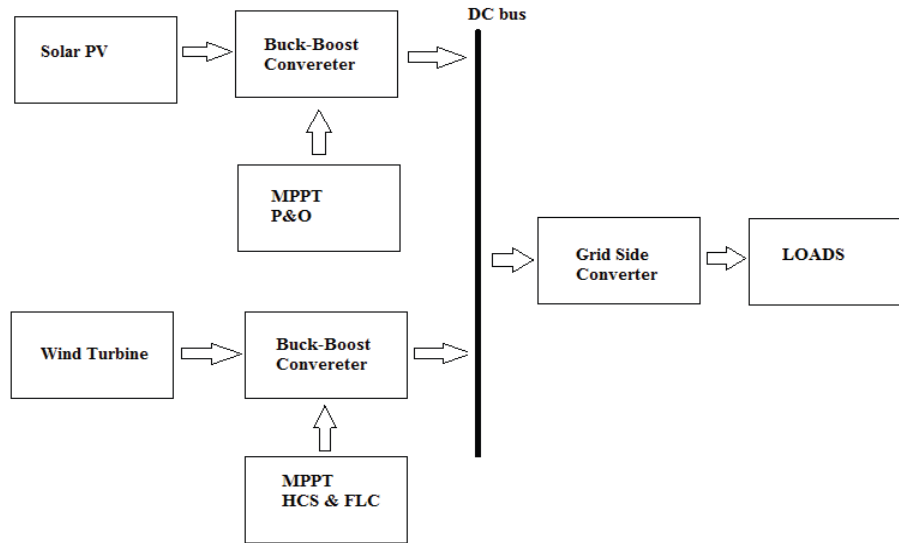 DC bus
Solar PV
Buck-Boost
Convereter
MPPT
P&O
Grid Side
Converter
LOADS
Wind Turbine
Buck-Boost
Convereter
MPPT
HCS & FLC